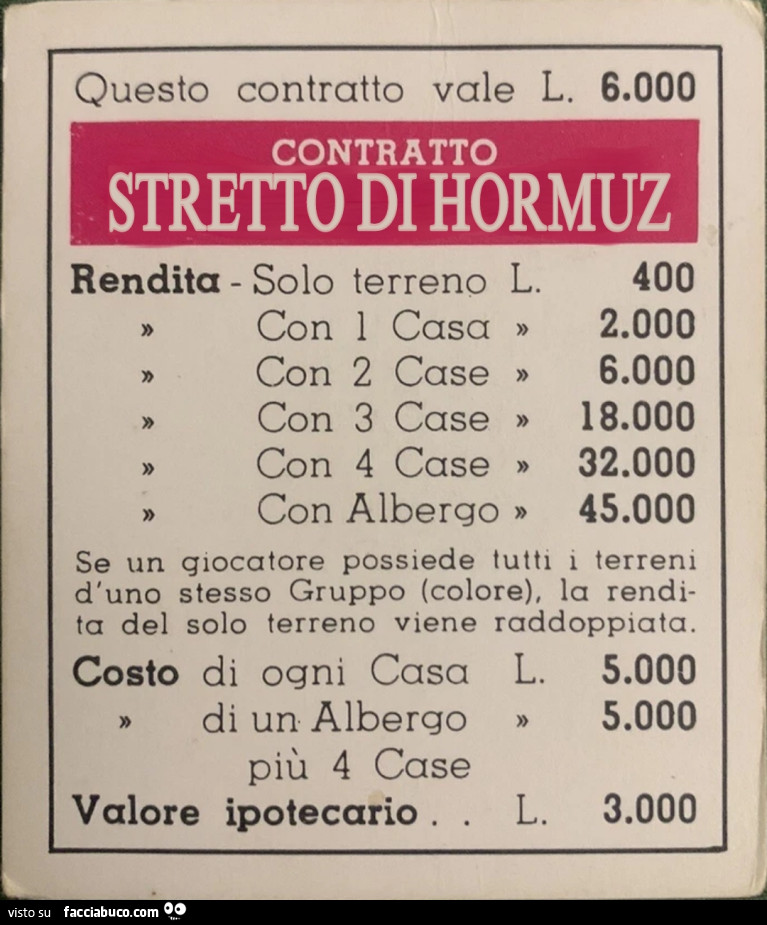 Questo contratto vale L. 6.000
CONTRATTO
STRETTO DI HORMUZ
Rendita - Solo terreno L. 400
» Con 1 Casa » 2.000
» Con 2 Case » 6.000
» Con 3 Case » 18.000
» Con 4 Case » 32.000
» Con Albergo » 45.000
Se un giocatore possiede tutti i terreni
d'uno stesso Gruppo (colore), la rendi-
ta del solo terreno viene raddoppiata.
Costo di ogni Casa L. 5.000
» di un Albergo » 5.000
più 4 Case
Valore ipotecario . . L. 3.000
visto su facciabuco.com